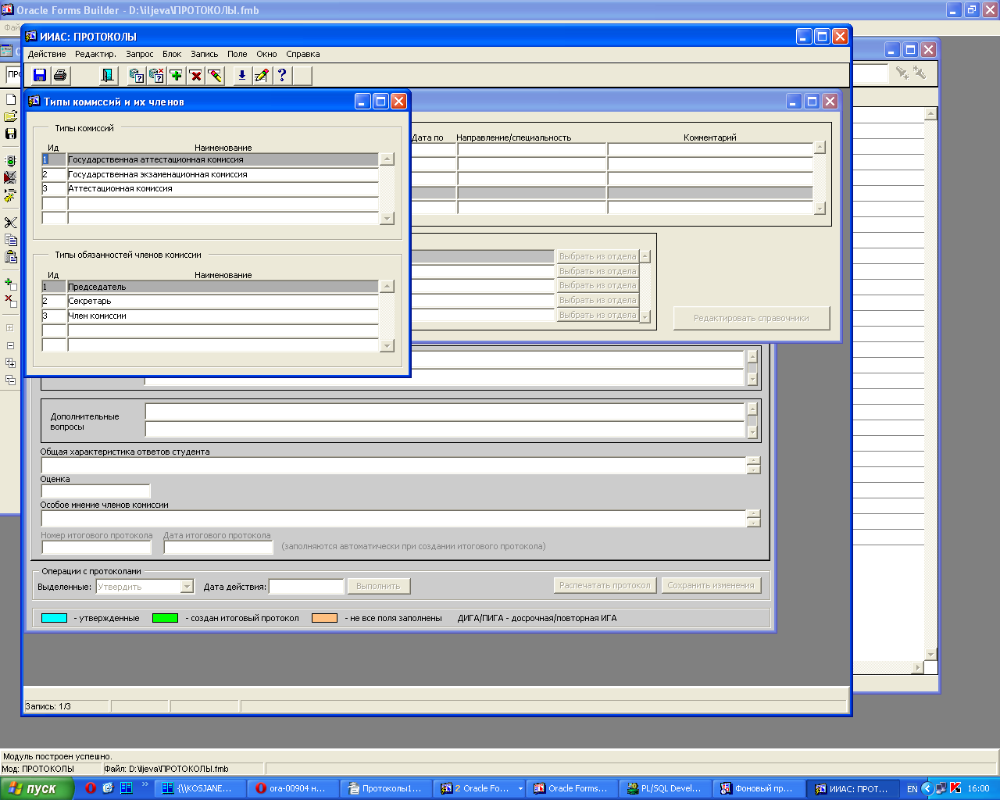 Oracle Forms Builder - D:\iljeva\ПРОТОКОЛЫ.fmb
ИИАС: ПРОТОКОЛЫ
Действие Редактир. Запрос Блок Запись Поле Окно Справка
Типы комиссий и их членов
Типы комиссий
Ид Наименование
1 Государственная аттестационная комиссия
2 Государственная экзаменационная комиссия
3 Аттестационная комиссия
Типы обязанностей членов комиссии
Ид Наименование
1 Председатель
2 Секретарь
3 Член комиссии
Дата по Направление/специальность Комментарий
Выбрать из отдела
Выбрать из отдела
Выбрать из отдела
Выбрать из отдела
Выбрать из отдела
Редактировать справочники
Дополнительные
вопросы
Общая характеристика ответов студента
Оценка
Особое мнение членов комиссии
Номер итогового протокола Дата итогового протокола
(заполняются автоматически при создании итогового протокола)
Операции с протоколами
Выделенные: Утвердить Дата действия: Выполнить Распечатать протокол Сохранить изменения
- утвержденные - создан итоговый протокол - не все поля заполнены ДИГА/ПИГА - досрочная/повторная ИГА
Запись: 1/3
Модуль построен успешно.
Мод: ПРОТОКОЛЫ Файл: D:\iljeva\ПРОТОКОЛЫ.fmb
пуск {\\KOSJANE... ora-00904 н... Протоколы1... 2 Oracle Fo... Oracle Forms... PL/SQL Devel... Фоновый пр... ИИАС: ПРОТ... EN 16:00